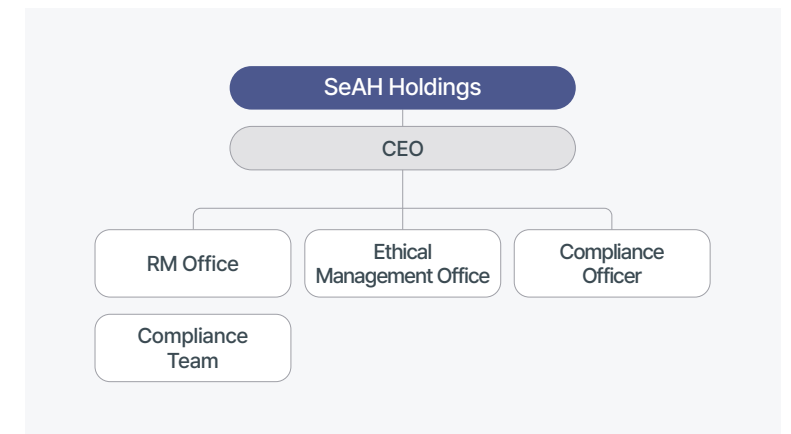 SeAH Holdings
CEO
RM Office
Ethical
Management Office
Compliance
Officer
Compliance
Team